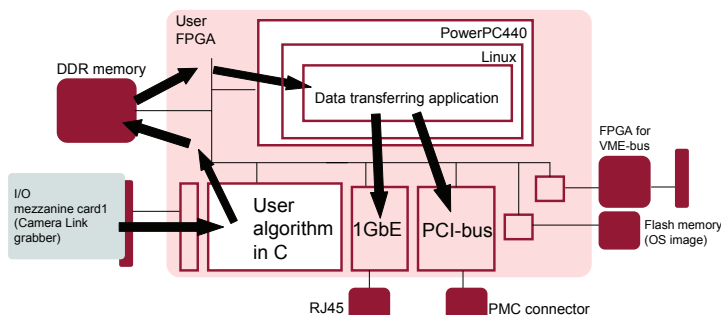 User
FPGA
PowerPC440
Linux
DDR memory
Data transferring application
FPGA for
VME-bus
I/O
mezzanine card1
(Camera Link
grabber)
User
algorithm
in C
1GbE
PCI-bus
Flash memory
(OS image)
RJ45
PMC connector